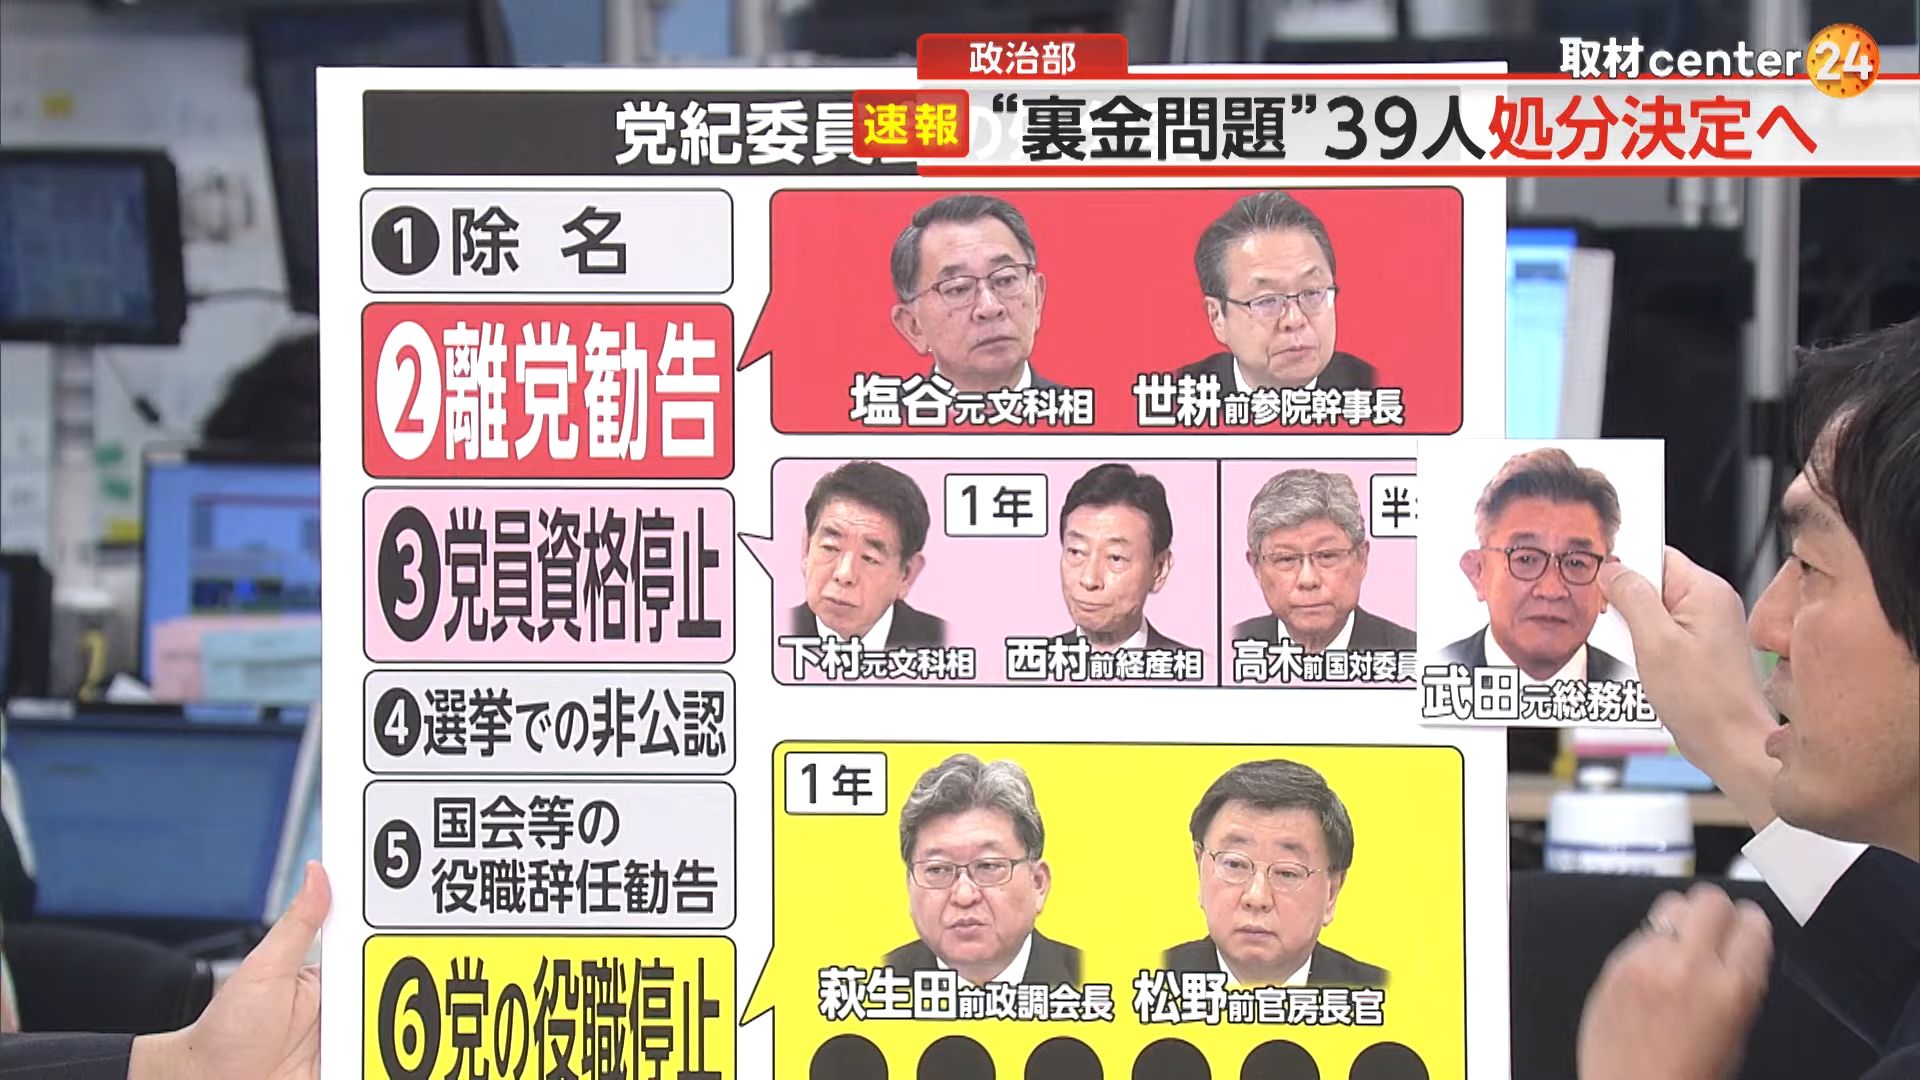 政治部
取材center24
速報
“裏金問題”39人処分決定へ
党紀委員
❶除 名
塩谷元文科相
世耕前参院幹事長
❷離党勧告
❸党員資格停止
1年
半
下村元文科相
西村前経産相
高木前国対委員
武田元総務相
❹選挙での非公認
❺国会等の
役職辞任勧告
1年
萩生田前政調会長
松野前官房長官
❻党の役職停止